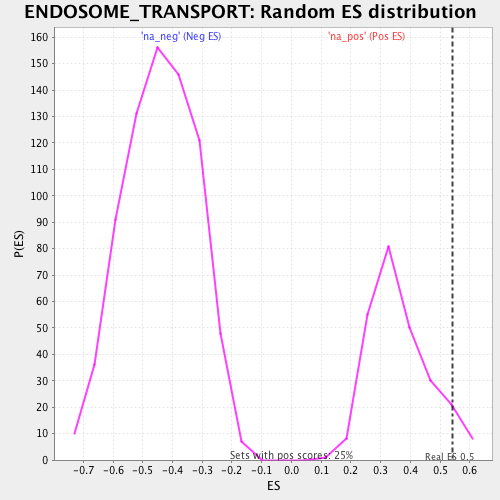 ENDOSOME_TRANSPORT: Random ES distribution
'na_neg' (Neg ES)
'na_pos' (Pos ES)
160
150
140
130
120
110
100
90
80
70
60
50
40
30
20
10
0
P(ES)
Sets with pos scores: 25%
Real ES 0.5
-0.7 -0.6 -0.5 -0.4 -0.3 -0.2 -0.1 0.0 0.1 0.2 0.3 0.4 0.5 0.6
ES